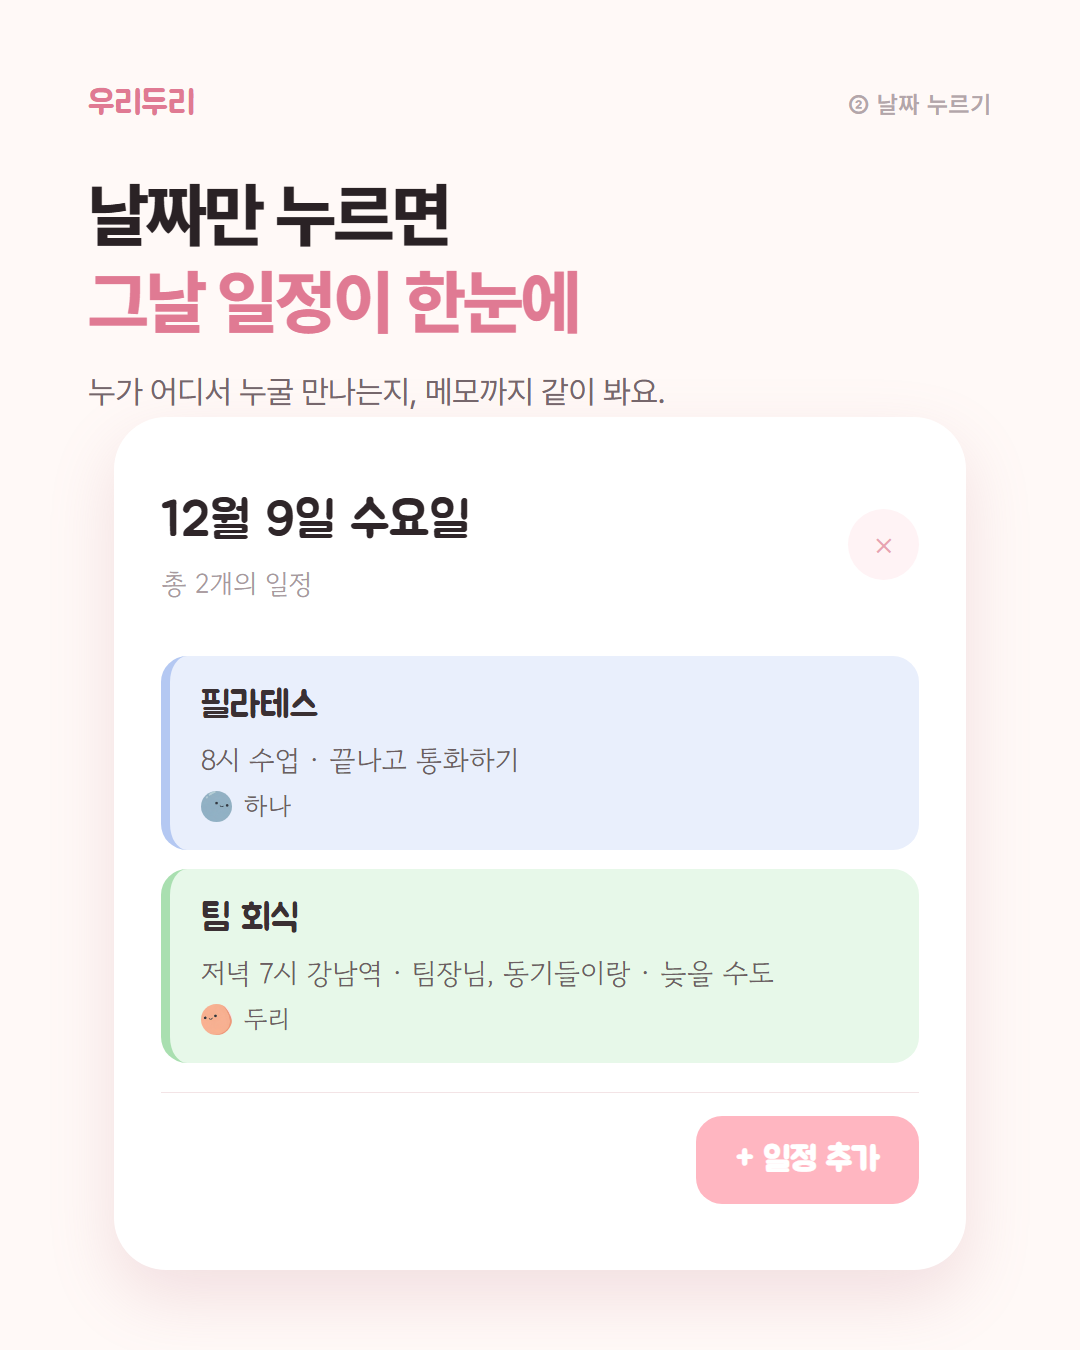 우리두리
② 날짜 누르기
날짜만 누르면
그날 일정이 한눈에
누가 어디서 누굴 만나는지, 메모까지 같이 봐요.
12월 9일 수요일
×
총 2개의 일정
필라테스
8시 수업 · 끝나고 통화하기
하나
팀 회식
저녁 7시 강남역 · 팀장님, 동기들이랑 · 늦을 수도
두리
+ 일정 추가